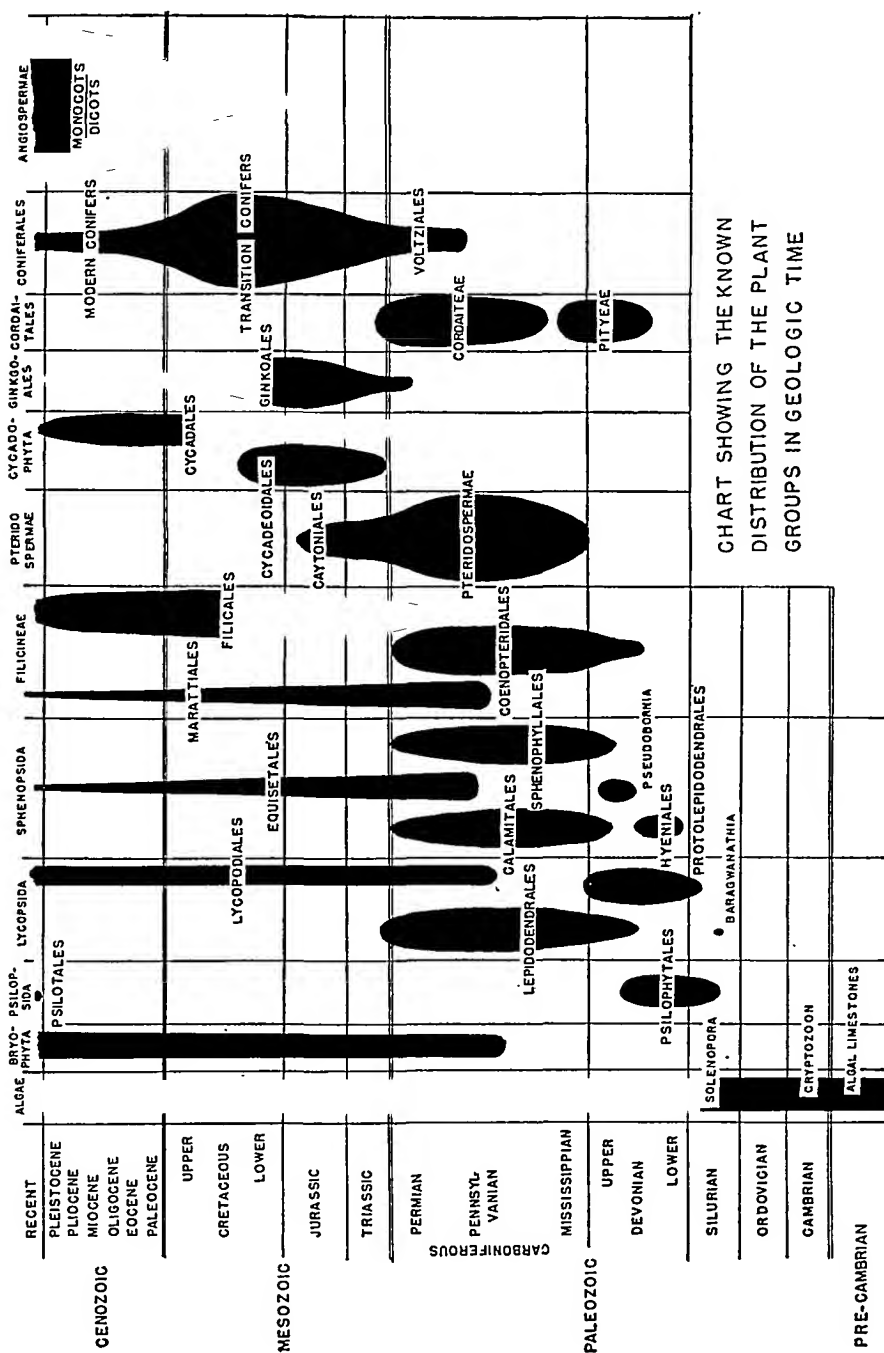 ALGAE
BRYO-
PHYTA
PSILOP-
SIDA
LYCOPSIDA
SPHENOPSIDA
FILICINEAE
PTERIDO
SPERMAE
CYCADO-
PHYTA
GINKGO-
ALES
CORDAI-
TALES
CONIFERALES
ANGIOSPERMAE
RECENT
PLEISTOCENE
PLIOCENE
MIOCENE
OLIGOCENE
EOCENE
PALEOCENE
CENOZOIC
UPPER
CRETACEOUS
LOWER
JURASSIC
TRIASSIC
MESOZOIC
PERMIAN
PENNSYL-
VANIAN
MISSISSIPPIAN
CARBONIFEROUS
UPPER
DEVONIAN
LOWER
SILURIAN
ORDOVICIAN
CAMBRIAN
PALEOZOIC
PRE-CAMBRIAN
PSILOTALES
MONOCOTS
DICOTS
MODERN CONIFERS
TRANSITION CONIFERS
VOLTZIALES
CORDAITEAE
PITYEAE
GINKOALES
CYCADALES
CYCADEOIDALES
CAYTONIALES
PTERIDOSPERMAE
FILICALES
MARATTIALES
COENOPTERIDALES
EQUISETALES
SPHENOPHYLLALES
CALAMITALES
PSEUDOBORNIA
HYENIALES
LYCOPODIALES
LEPIDODENDRALES
PROTOLEPIDODENDRALES
BARAGWANATHIA
PSILOPHYTALES
SOLENOPORA
CRYPTOZOON
ALGAL LIMESTONES
CHART SHOWING THE KNOWN
DISTRIBUTION OF THE PLANT
GROUPS IN GEOLOGIC TIME